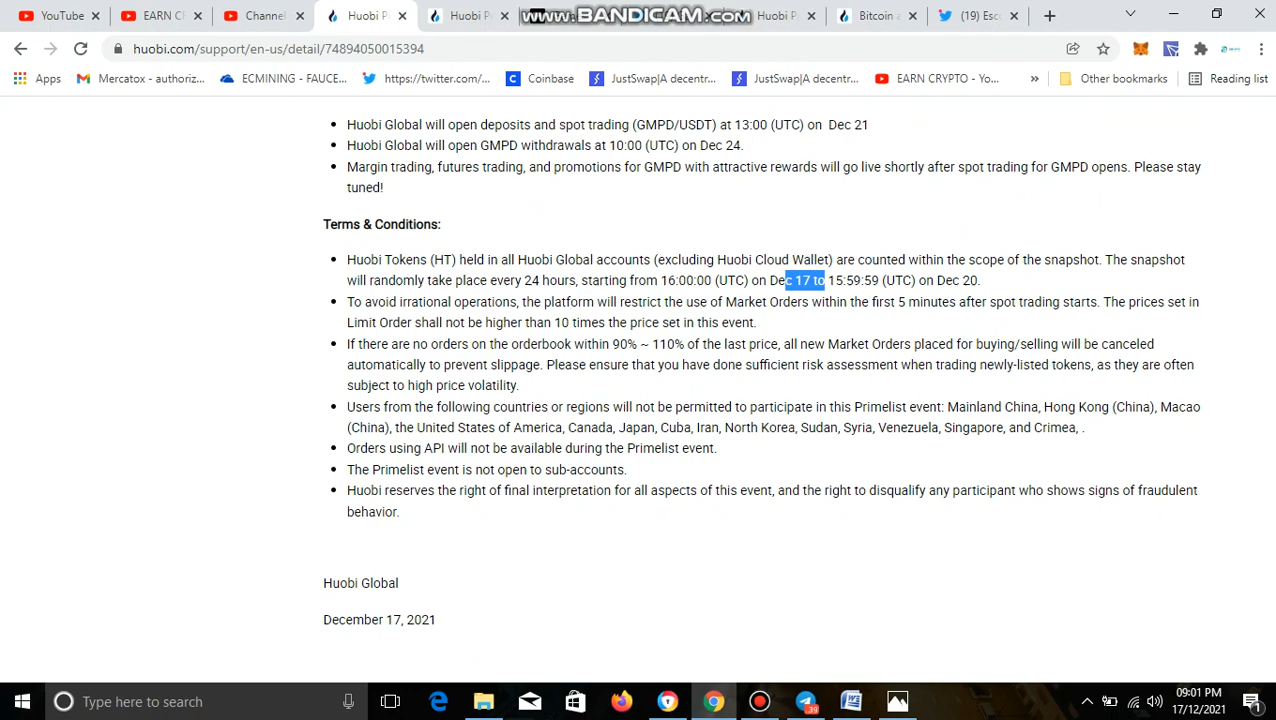 YouTube
EARN CR
Channel
Huobi P
Huobi P
WWW.BANDICAM.COM
Huobi P
Bitcoin a
(19) Esco
huobi.com/support/en-us/detail/74894050015394
Apps
Mercatox - authoriz...
ECMINING - FAUCE...
https://twitter.com/...
Coinbase
JustSwap|A decentr...
JustSwap|A decentr...
EARN CRYPTO - Yo...
»
Other bookmarks
Reading list
• Huobi Global will open deposits and spot trading (GMPD/USDT) at 13:00 (UTC) on Dec 21
• Huobi Global will open GMPD withdrawals at 10:00 (UTC) on Dec 24.
• Margin trading, futures trading, and promotions for GMPD with attractive rewards will go live shortly after spot trading for GMPD opens. Please stay
tuned!
Terms & Conditions:
• Huobi Tokens (HT) held in all Huobi Global accounts (excluding Huobi Cloud Wallet) are counted within the scope of the snapshot. The snapshot
will randomly take place every 24 hours, starting from 16:00:00 (UTC) on Dec 17 to 15:59:59 (UTC) on Dec 20.
• To avoid irrational operations, the platform will restrict the use of Market Orders within the first 5 minutes after spot trading starts. The prices set in
Limit Order shall not be higher than 10 times the price set in this event.
• If there are no orders on the orderbook within 90% ~ 110% of the last price, all new Market Orders placed for buying/selling will be canceled
automatically to prevent slippage. Please ensure that you have done sufficient risk assessment when trading newly-listed tokens, as they are often
subject to high price volatility.
• Users from the following countries or regions will not be permitted to participate in this Primelist event: Mainland China, Hong Kong (China), Macao
(China), the United States of America, Canada, Japan, Cuba, Iran, North Korea, Sudan, Syria, Venezuela, Singapore, and Crimea, .
• Orders using API will not be available during the Primelist event.
• The Primelist event is not open to sub-accounts.
• Huobi reserves the right of final interpretation for all aspects of this event, and the right to disqualify any participant who shows signs of fraudulent
behavior.
Huobi Global
December 17, 2021
Type here to search
39
09:01 PM
17/12/2021